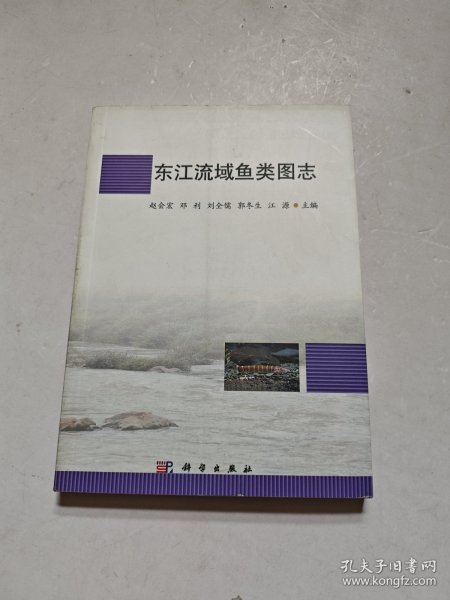 东江流域鱼类图志
赵会宏 邓利 刘全儒 郭冬生 江源 主编
SP
科学出版社
孔夫子旧书网
www.kongfz.com